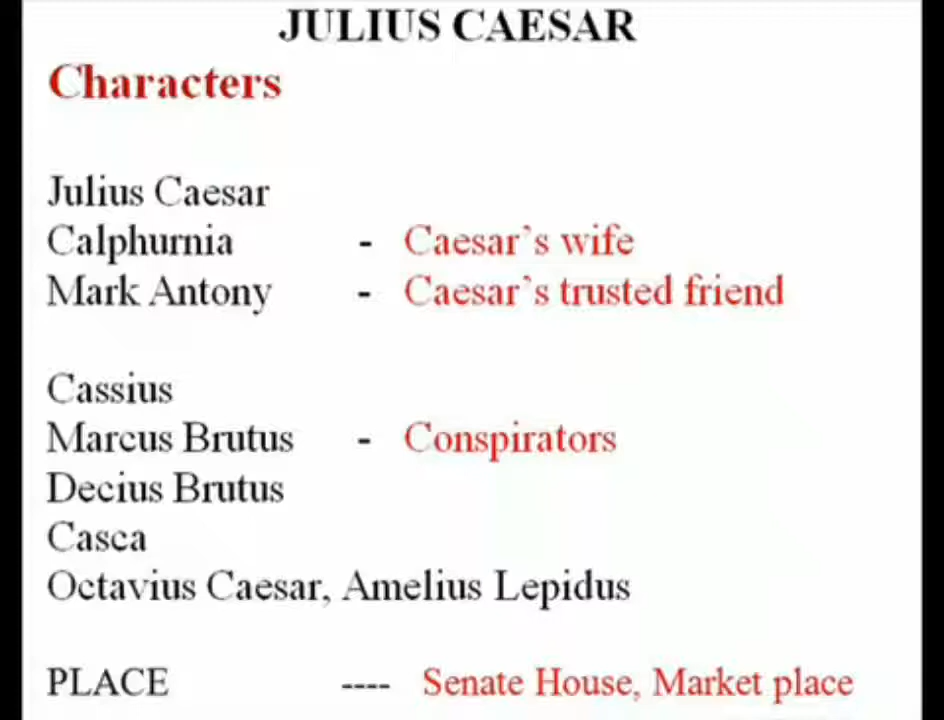 JULIUS CAESAR
Characters
Julius Caesar
Calphurnia - Caesar`s wife
Mark Antony - Caesar`s trusted friend
Cassius
Marcus Brutus - Conspirators
Decius Brutus
Casca
Octavius Caesar, Amelius Lepidus
PLACE ---- Senate House, Market place